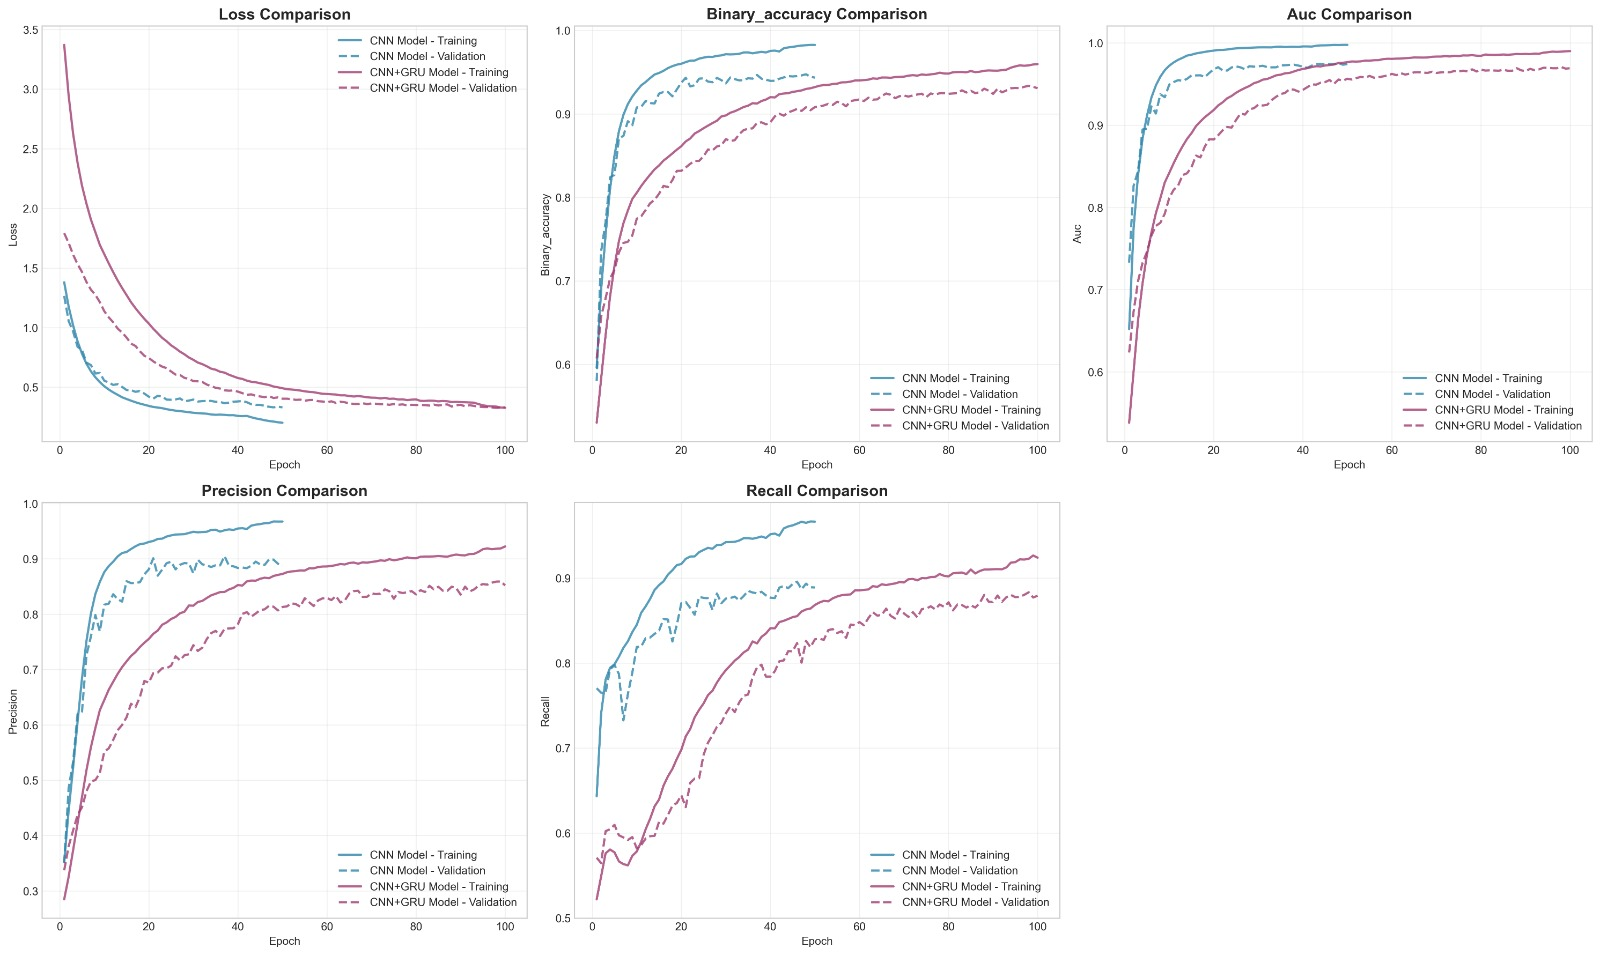 Loss Comparison
3.5
3.0
2.5
2.0
1.5
1.0
0.5
Loss
0 20 40 60 80 100
Epoch
CNN Model - Training
CNN Model - Validation
CNN+GRU Model - Training
CNN+GRU Model - Validation
Binary_accuracy Comparison
1.0
0.9
0.8
0.7
0.6
Binary_accuracy
0 20 40 60 80 100
Epoch
CNN Model - Training
CNN Model - Validation
CNN+GRU Model - Training
CNN+GRU Model - Validation
Auc Comparison
1.0
0.9
0.8
0.7
0.6
Auc
0 20 40 60 80 100
Epoch
CNN Model - Training
CNN Model - Validation
CNN+GRU Model - Training
CNN+GRU Model - Validation
Precision Comparison
1.0
0.9
0.8
0.7
0.6
0.5
0.4
0.3
Precision
0 20 40 60 80 100
Epoch
CNN Model - Training
CNN Model - Validation
CNN+GRU Model - Training
CNN+GRU Model - Validation
Recall Comparison
0.9
0.8
0.7
0.6
0.5
Recall
0 20 40 60 80 100
Epoch
CNN Model - Training
CNN Model - Validation
CNN+GRU Model - Training
CNN+GRU Model - Validation